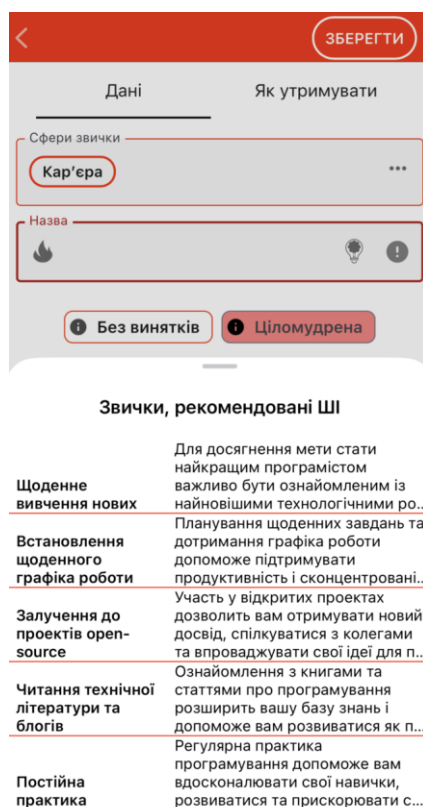 ЗБЕРЕГТИ
Дані
Як утримувати
Сфери звички
Кар’єра
Назва
Без винятків
Ціломудрена
Звички, рекомендовані ШІ
Щоденне
вивчення нових
Для досягнення мети стати
найкращим програмістом
важливо бути ознайомленим із
найновішими технологічними ро...
Встановлення
щоденного
графіка роботи
Планування щоденних завдань та
дотримання графіка роботи
допоможе підтримувати
продуктивність і сконцентровані...
Залучення до
проектів open-
source
Участь у відкритих проектах
дозволить вам отримувати новий
досвід, спілкуватися з колегами
та впроваджувати свої ідеї для п...
Читання технічної
літератури та
блогів
Ознайомлення з книгами та
статтями про програмування
розширить вашу базу знань і
допоможе вам розвиватися як п...
Постійна
практика
Регулярна практика
програмування допоможе вам
вдосконалювати свої навички,
розвиватися та прискорювати с...